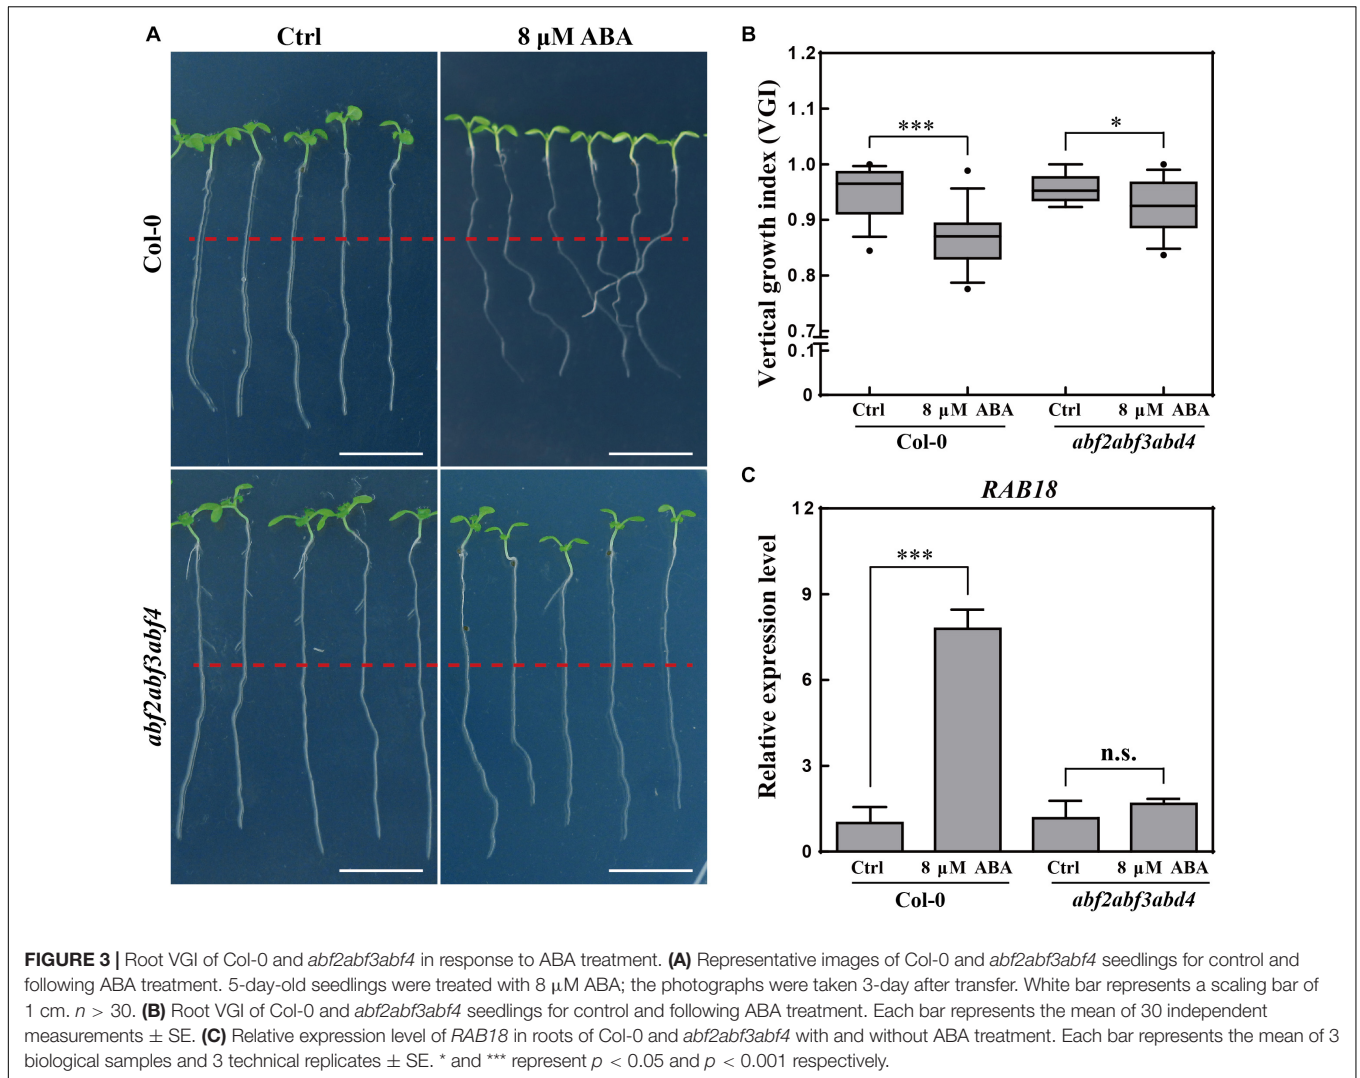 A
Ctrl
8 µM ABA
Col-0
abf2abf3abf4
B
Vertical growth index (VGI)
1.2
1.1
1.0
0.9
0.8
0.7
0.1
0
***
*
Ctrl
8 µM ABA
Ctrl
8 µM ABA
Col-0
abf2abf3abd4
C
RAB18
Relative expression level
12
9
6
3
0
***
n.s.
Ctrl
8 µM ABA
Ctrl
8 µM ABA
Col-0
abf2abf3abd4
FIGURE 3 | Root VGI of Col-0 and abf2abf3abf4 in response to ABA treatment. (A) Representative images of Col-0 and abf2abf3abf4 seedlings for control and
following ABA treatment. 5-day-old seedlings were treated with 8 µM ABA; the photographs were taken 3-day after transfer. White bar represents a scaling bar of
1 cm. n > 30. (B) Root VGI of Col-0 and abf2abf3abf4 seedlings for control and following ABA treatment. Each bar represents the mean of 30 independent
measurements ± SE. (C) Relative expression level of RAB18 in roots of Col-0 and abf2abf3abf4 with and without ABA treatment. Each bar represents the mean of 3
biological samples and 3 technical replicates ± SE. * and *** represent p < 0.05 and p < 0.001 respectively.